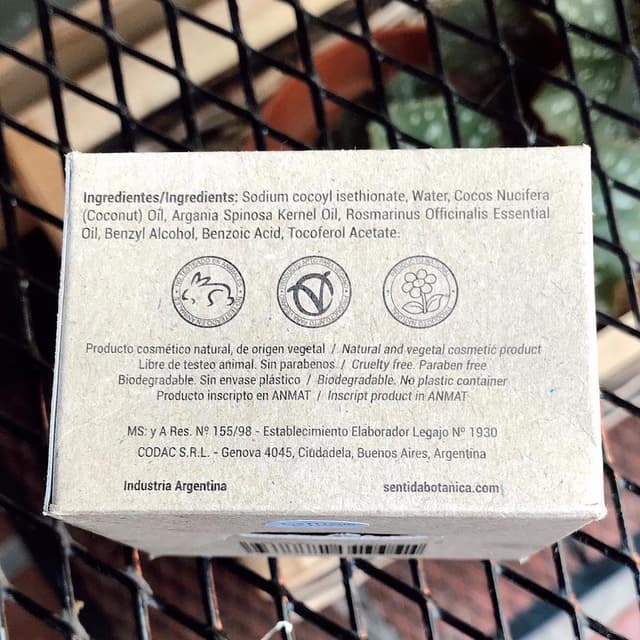 Ingredientes/Ingredients: Sodium cocoyl isethionate, Water, Cocos Nucifera
(Coconut) Oil, Argania Spinosa Kernel Oil, Rosmarinus Officinalis Essential
Oil, Benzyl Alcohol, Benzoic Acid, Tocoferol Acetate.
Producto cosmético natural, de origen vegetal / Natural and vegetal cosmetic product
Libre de testeo animal. Sin parabenos. / Cruelty free. Paraben free
Biodegradable. Sin envase plástico / Biodegradable. No plastic container
Producto inscripto en ANMAT / Inscript product in ANMAT
MS: y A Res. Nº 155/98 - Establecimiento Elaborador Legajo Nº 1930
CODAC S.R.L. - Genova 4045, Ciudadela, Buenos Aires, Argentina
Industria Argentina
sentidabotanica.com